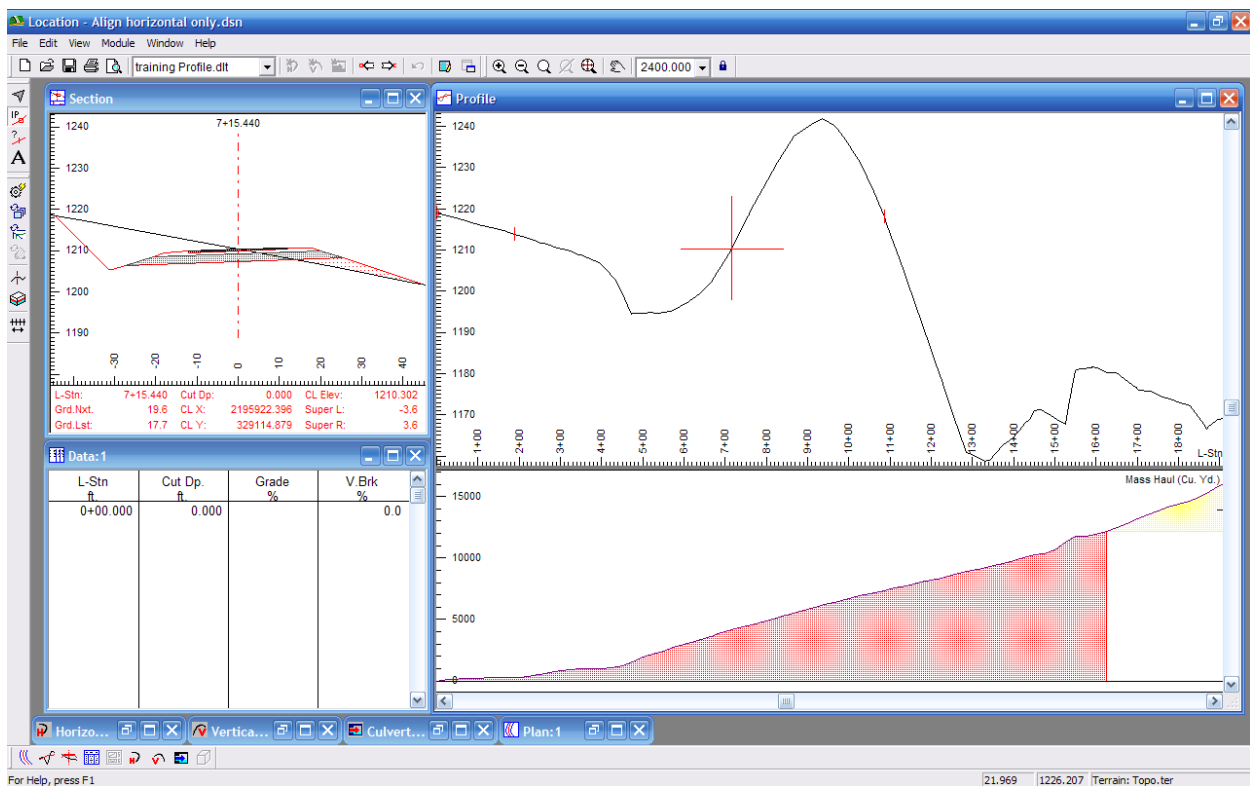 Location - Align horizontal only.dsn
File Edit View Module Window Help
training Profile.dlt 2400.000
IP
?
A
Section
7+15.440
1240
1230
1220
1210
1200
1190
-30 -20 -10 0 10 20 30 40
L-Stn: 7+15.440 Cut Dp: 0.000 CL Elev: 1210.302
Grd.Nxt. 19.6 CL X: 2195922.396 Super L: -3.6
Grd.Lst: 17.7 CL Y: 329114.879 Super R: 3.6
Profile
1240
1230
1220
1210
1200
1190
1180
1170
1+00 2+00 3+00 4+00 5+00 6+00 7+00 8+00 9+00 10+00 11+00 12+00 13+00 14+00 15+00 16+00 17+00 18+00
L-Stn
Mass Haul (Cu. Yd.)
15000
10000
5000
0
Data:1
L-Stn Cut Dp. Grade V.Brk
ft. ft. % %
0+00.000 0.000 0.0
Horizo... Vertica... Culvert... Plan:1
For Help, press F1 21.969 1226.207 Terrain: Topo.ter